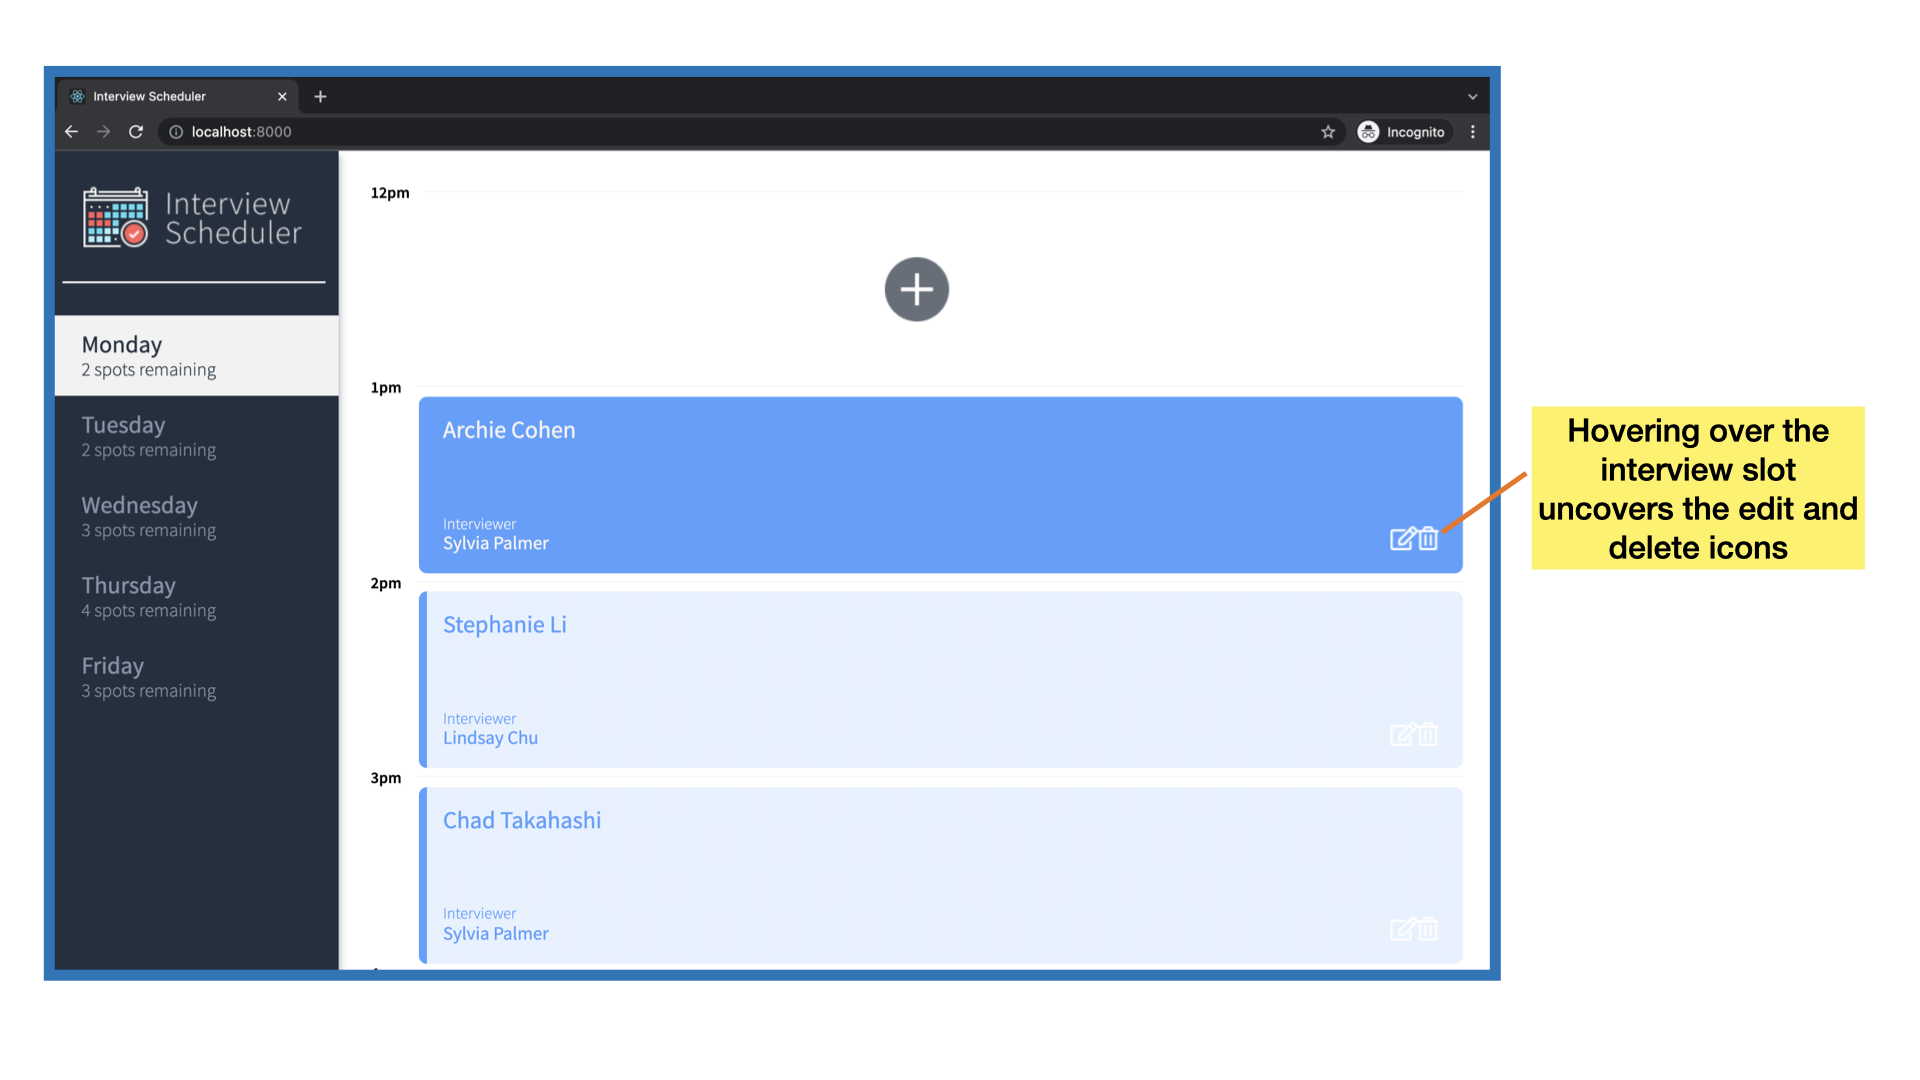 Interview Scheduler
localhost:8000
Incognito
Interview
Scheduler
Monday
2 spots remaining
Tuesday
2 spots remaining
Wednesday
3 spots remaining
Thursday
4 spots remaining
Friday
3 spots remaining
12pm
1pm
Archie Cohen
Interviewer
Sylvia Palmer
2pm
Stephanie Li
Interviewer
Lindsay Chu
3pm
Chad Takahashi
Interviewer
Sylvia Palmer
Hovering over the
interview slot
uncovers the edit and
delete icons